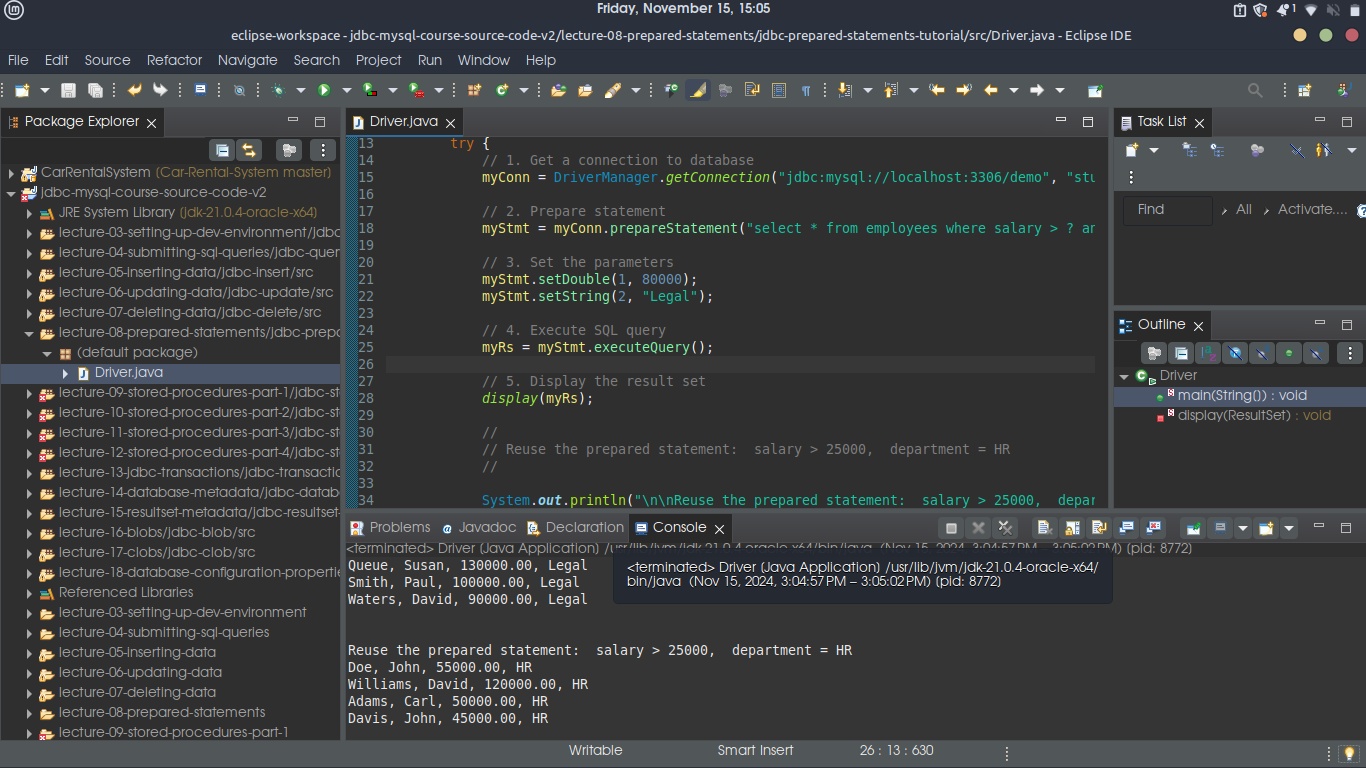 Friday, November 15, 15:05
1
eclipse-workspace - jdbc-mysql-course-source-code-v2/lecture-08-prepared-statements/jdbc-prepared-statements-tutorial/src/Driver.java - Eclipse IDE
File Edit Source Refactor Navigate Search Project Run Window Help
Package Explorer
CarRentalSystem [Car-Rental-System master]
jdbc-mysql-course-source-code-v2
JRE System Library [jdk-21.0.4-oracle-x64]
lecture-03-setting-up-dev-environment/jdbc
lecture-04-submitting-sql-queries/jdbc-quer
lecture-05-inserting-data/jdbc-insert/src
lecture-06-updating-data/jdbc-update/src
lecture-07-deleting-data/jdbc-delete/src
lecture-08-prepared-statements/jdbc-prepa
(default package)
Driver.java
lecture-09-stored-procedures-part-1/jdbc-st
lecture-10-stored-procedures-part-2/jdbc-st
lecture-11-stored-procedures-part-3/jdbc-st
lecture-12-stored-procedures-part-4/jdbc-st
lecture-13-jdbc-transactions/jdbc-transactic
lecture-14-database-metadata/jdbc-datab
lecture-15-resultset-metadata/jdbc-resultset
lecture-16-blobs/jdbc-blob/src
lecture-17-clobs/jdbc-clob/src
lecture-18-database-configuration-propertie
Referenced Libraries
lecture-03-setting-up-dev-environment
lecture-04-submitting-sql-queries
lecture-05-inserting-data
lecture-06-updating-data
lecture-07-deleting-data
lecture-08-prepared-statements
lecture-09-stored-procedures-part-1
Driver.java
13 try {
14 // 1. Get a connection to database
15 myConn = DriverManager.getConnection("jdbc:mysql://localhost:3306/demo", "stu
16
17 // 2. Prepare statement
18 myStmt = myConn.prepareStatement("select * from employees where salary > ? an
19
20 // 3. Set the parameters
21 myStmt.setDouble(1, 80000);
22 myStmt.setString(2, "Legal");
23
24 // 4. Execute SQL query
25 myRs = myStmt.executeQuery();
26
27 // 5. Display the result set
28 display(myRs);
29
30 //
31 // Reuse the prepared statement:  salary > 25000,  department = HR
32 //
33
34 System.out.println("\n\nReuse the prepared statement:  salary > 25000,  depar
Task List
Find All Activate....
Outline
Driver
main(String[]) : void
display(ResultSet) : void
Problems Javadoc Declaration Console
<terminated> Driver [Java Application] /usr/lib/jvm/jdk-21.0.4-oracle-x64/bin/java (Nov 15, 2024, 3:04:57 PM – 3:05:02 PM) [pid: 8772]
<terminated> Driver [Java Application] /usr/lib/jvm/jdk-21.0.4-oracle-x64/
bin/java (Nov 15, 2024, 3:04:57 PM – 3:05:02 PM) [pid: 8772]
Queue, Susan, 130000.00, Legal
Smith, Paul, 100000.00, Legal
Waters, David, 90000.00, Legal
Reuse the prepared statement:  salary > 25000,  department = HR
Doe, John, 55000.00, HR
Williams, David, 120000.00, HR
Adams, Carl, 50000.00, HR
Davis, John, 45000.00, HR
Writable Smart Insert 26 : 13 : 630